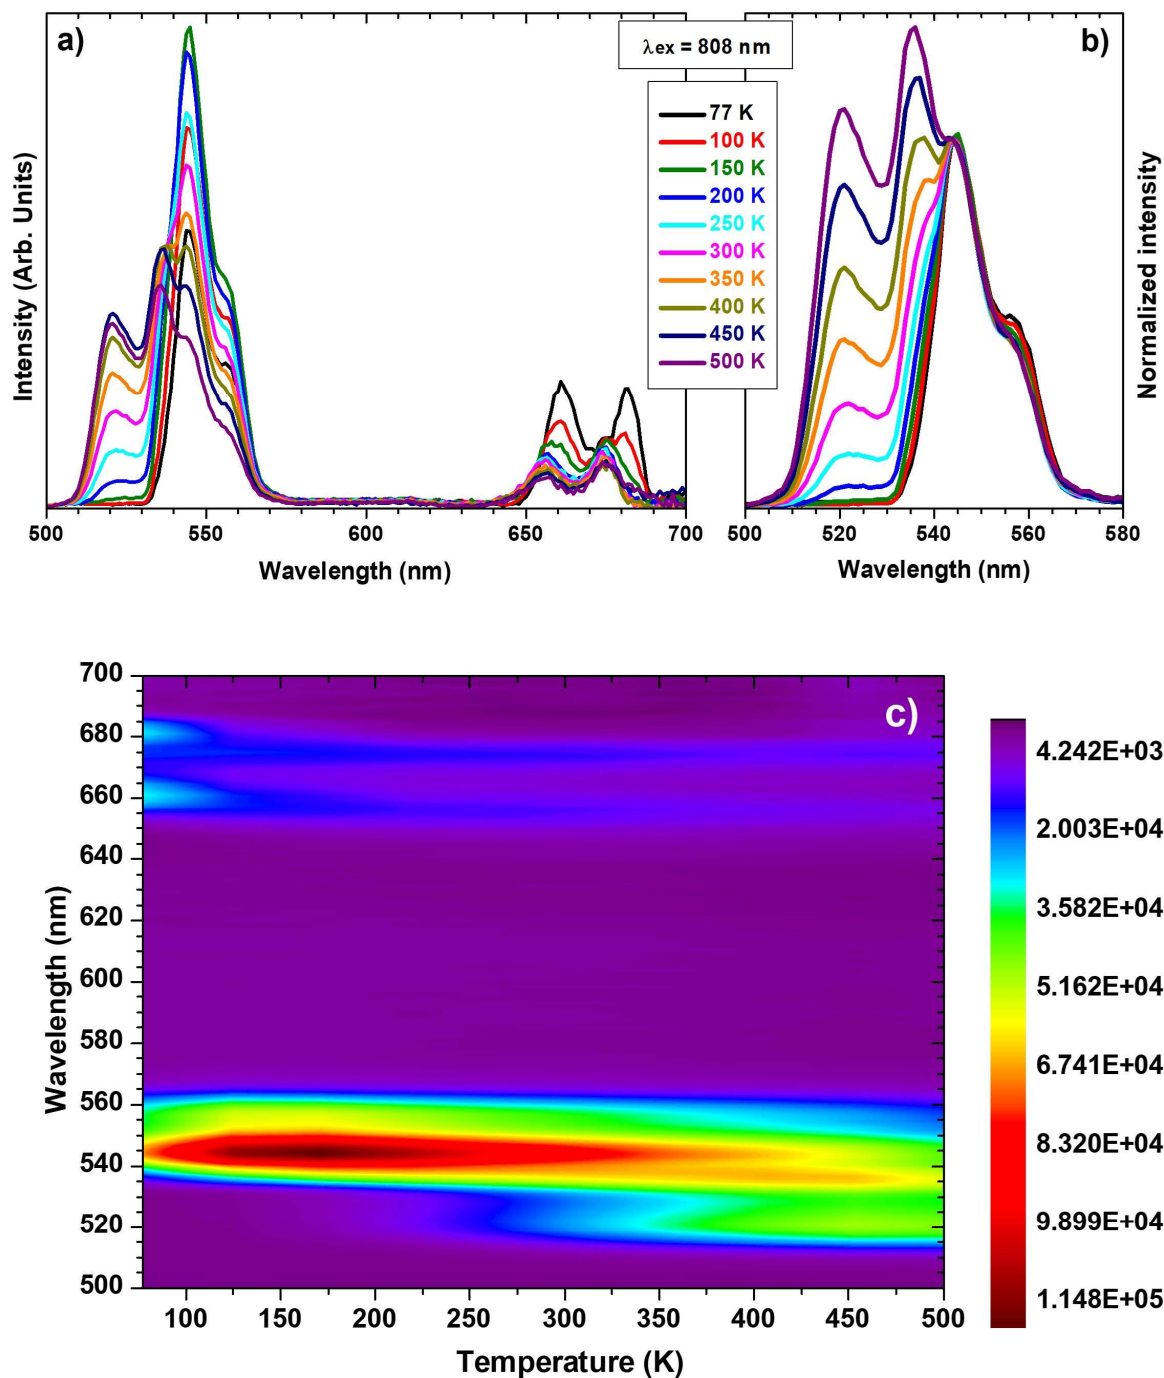 a)
λex = 808 nm
b)
77 K
100 K
150 K
200 K
250 K
300 K
350 K
400 K
450 K
500 K
Intensity (Arb. Units)
Normalized intensity
500 550 600 650 700
Wavelength (nm)
500 520 540 560 580
Wavelength (nm)
c)
700
680
660
640
620
600
580
560
540
520
500
Wavelength (nm)
100 150 200 250 300 350 400 450 500
Temperature (K)
4.242E+03
2.003E+04
3.582E+04
5.162E+04
6.741E+04
8.320E+04
9.899E+04
1.148E+05